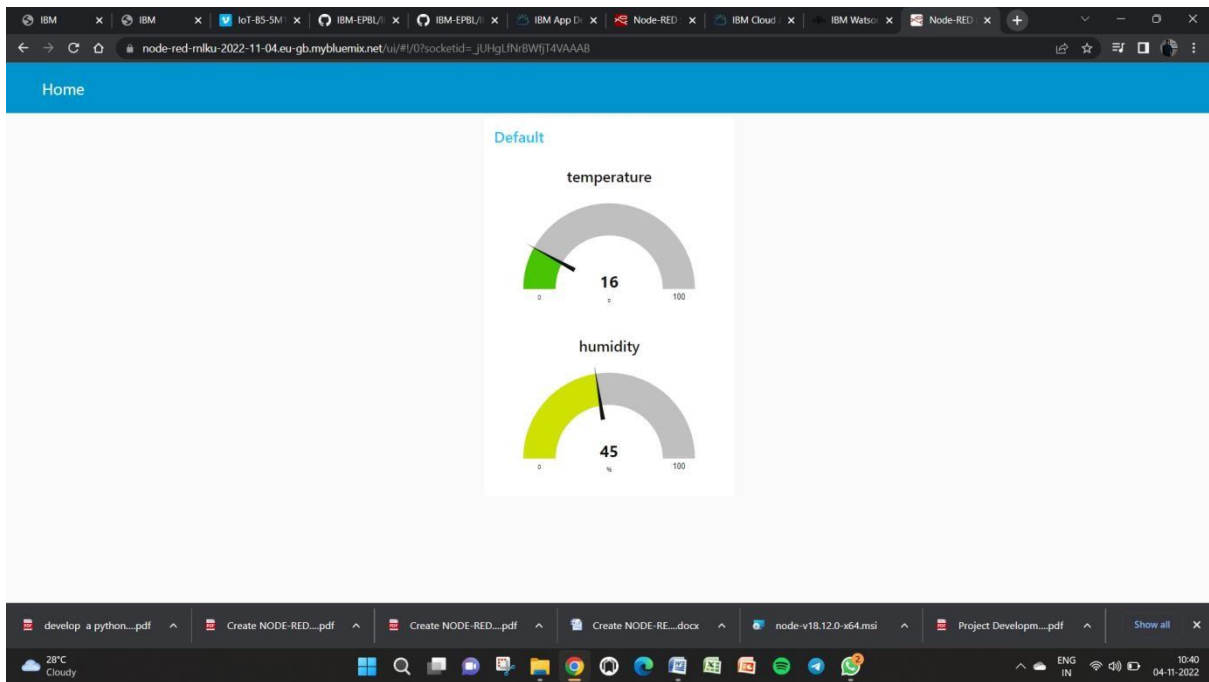 IBM
IBM
IoT-B5-5M1
IBM-EPBL/I
IBM-EPBL/I
IBM App De
Node-RED :
IBM Cloud /
IBM Watson
Node-RED
node-red-rnlku-2022-11-04.eu-gb.mybluemix.net/ui/#!/0?socketid=_jUHgLfNrBWfjT4VAAAB
Home
Default
temperature
16
0
100
humidity
45
0
%
100
develop a python....pdf
Create NODE-RED....pdf
Create NODE-RED....pdf
Create NODE-RE....docx
node-v18.12.0-x64.msi
Project Developm....pdf
Show all
28°C
Cloudy
ENG
IN
10:40
04-11-2022